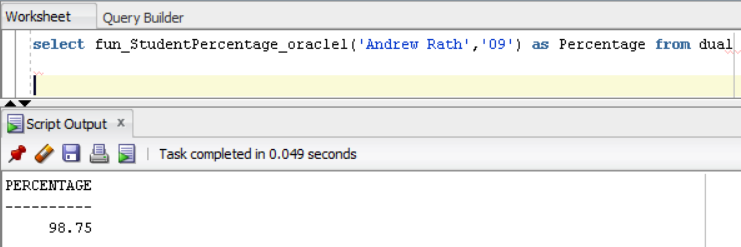 Worksheet Query Builder
select fun_StudentPercentage_oracle1('Andrew Rath','09') as Percentage from dual
Script Output x
Task completed in 0.049 seconds
PERCENTAGE
----------
98.75